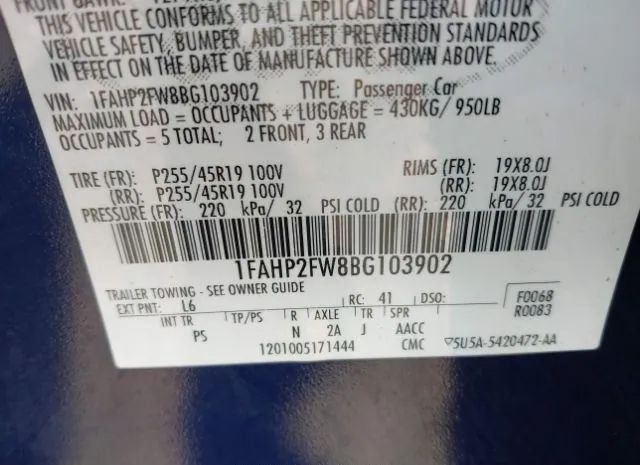 THIS VEHICLE CONFORMS TO ALL APPLICABLE FEDERAL MOTOR
VEHICLE SAFETY, BUMPER, AND THEFT PREVENTION STANDARDS
IN EFFECT ON THE DATE OF MANUFACTURE SHOWN ABOVE.
VIN: 1FAHP2FW8BG103902 TYPE: Passenger Car
MAXIMUM LOAD = OCCUPANTS + LUGGAGE = 430KG/ 950LB
OCCUPANTS = 5 TOTAL; 2 FRONT, 3 REAR
TIRE (FR): P255/45R19 100V RIMS (FR): 19X8.0J
(RR): P255/45R19 100V (RR): 19X8.0J
PRESSURE (FR): 220 kPa/ 32 PSI COLD (RR): 220 kPa/ 32 PSI COLD
1FAHP2FW8BG103902
TRAILER TOWING - SEE OWNER GUIDE
EXT PNT: L6 RC: 41 DSO: F0068
R0083
INT TR TP/PS R AXLE TR SPR
PS N 2A J AACC
1201005171444 CMC ▽5U5A-5420472-AA